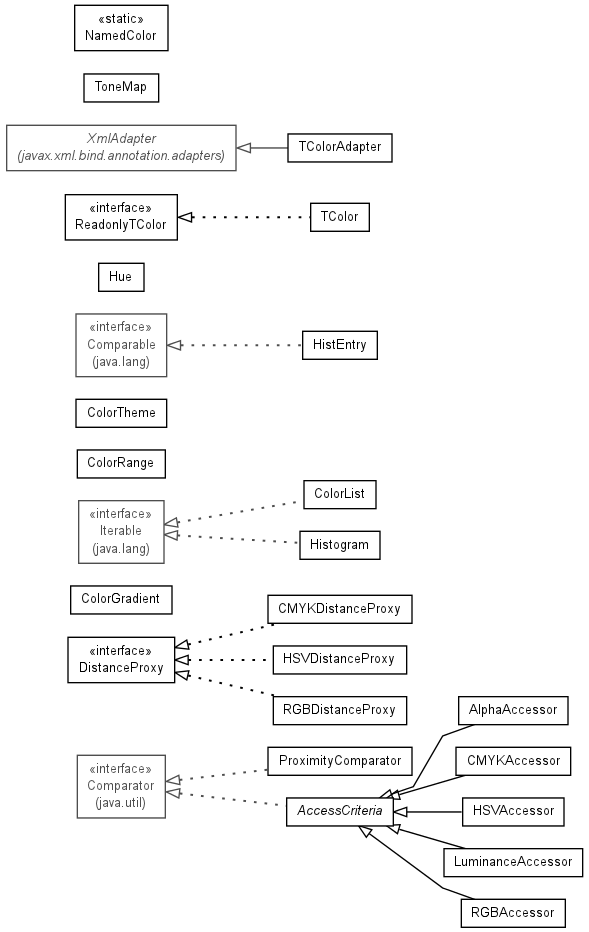 «static»
NamedColor
ToneMap
XmlAdapter
(javax.xml.bind.annotation.adapters)
TColorAdapter
«interface»
ReadonlyTColor
TColor
Hue
«interface»
Comparable
(java.lang)
HistEntry
ColorTheme
ColorRange
«interface»
Iterable
(java.lang)
ColorList
Histogram
ColorGradient
«interface»
DistanceProxy
CMYKDistanceProxy
HSVDistanceProxy
RGBDistanceProxy
«interface»
Comparator
(java.util)
ProximityComparator
AccessCriteria
AlphaAccessor
CMYKAccessor
HSVAccessor
LuminanceAccessor
RGBAccessor